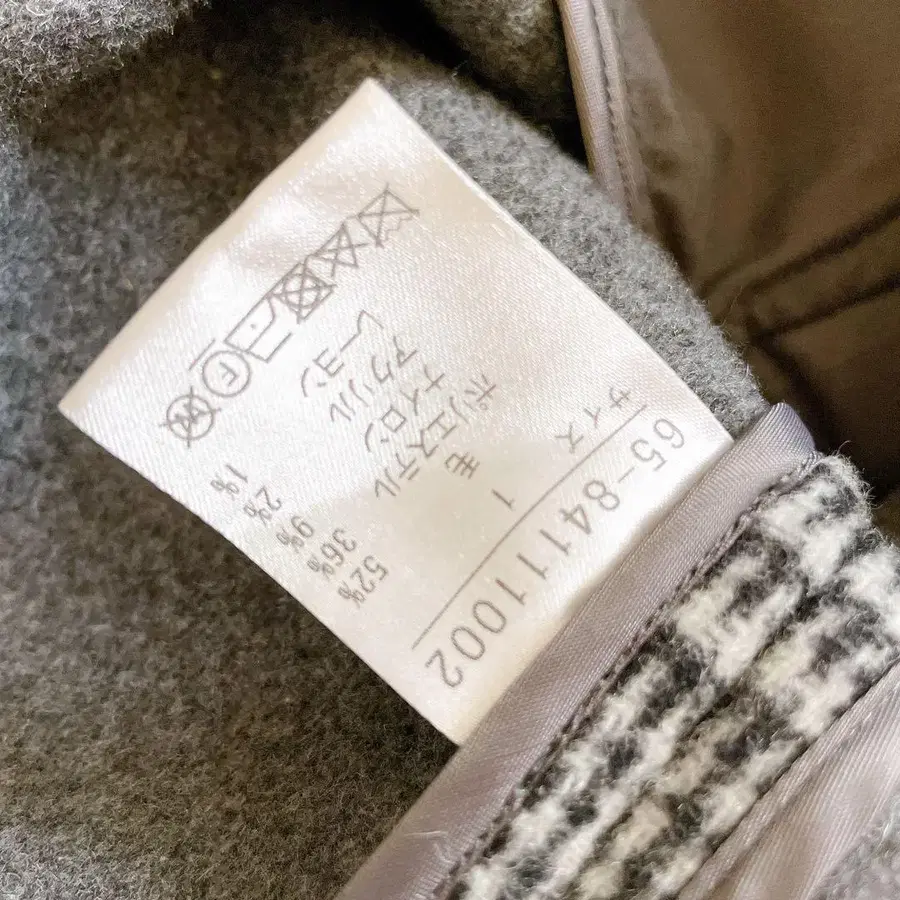 65-84111002
サイズ 1
毛 52%
ポリエステル 36%
ナイロン 9%
アクリル 2%
レーヨン 1%
F W